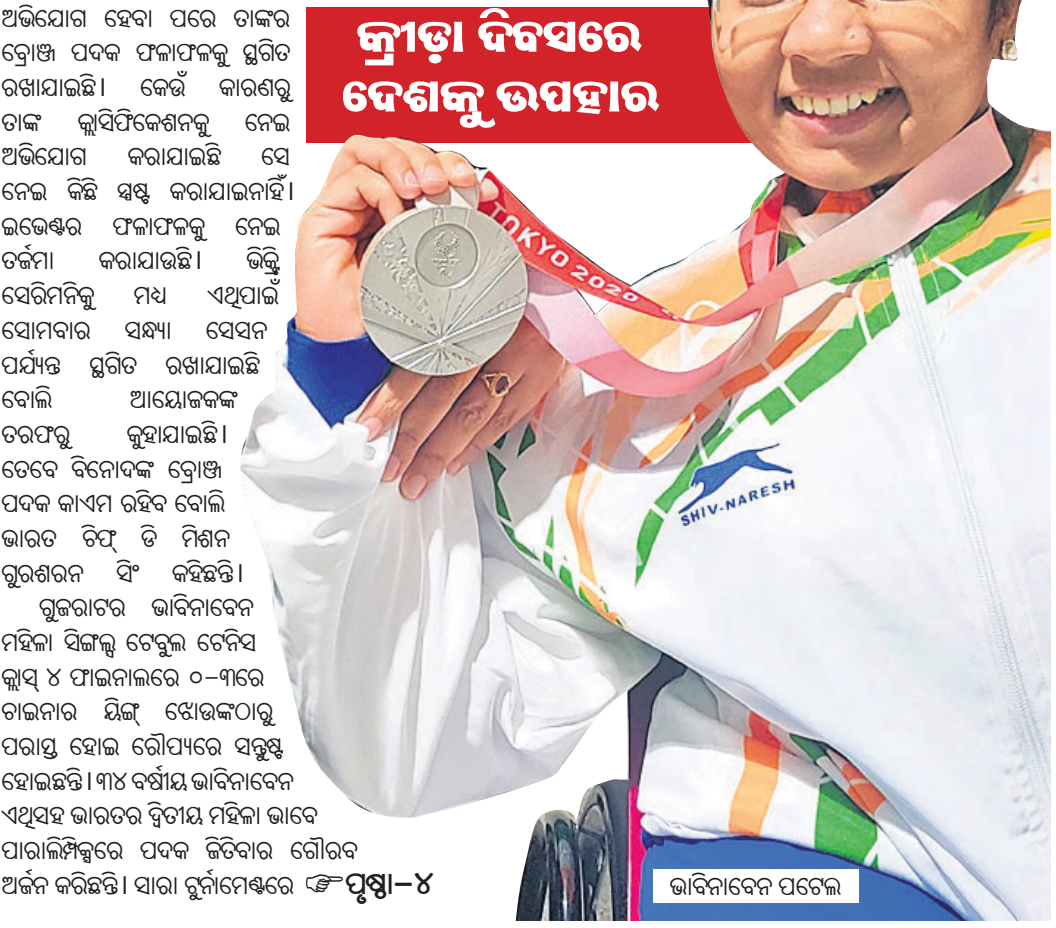 କ୍ରୀଡ଼ା ଦିବସରେ
ଦେଶକୁ ଉପହାର
ଅଭିଯୋଗ ହେବା ପରେ ତାଙ୍କର
ବ୍ରୋଞ୍ଜ ପଦକ ଫଳାଫଳକୁ ସ୍ଥଗିତ
ରଖାଯାଇଛି। କେଉଁ କାରଣରୁ
ତାଙ୍କ କ୍ଲାସିଫିକେଶନକୁ ନେଇ
ଅଭିଯୋଗ କରାଯାଇଛି ସେ
ନେଇ କିଛି ସ୍ପଷ୍ଟ କରାଯାଇନାହିଁ।
ଇଭେଣ୍ଟର ଫଳାଫଳକୁ ନେଇ
ତର୍ଜମା କରାଯାଉଛି। ଭିକ୍ଟ୍ରି
ସେରିମନିକୁ ମଧ୍ୟ ଏଥିପାଇଁ
ସୋମବାର ସନ୍ଧ୍ୟା ସେସନ
ପର୍ଯ୍ୟନ୍ତ ସ୍ଥଗିତ ରଖାଯାଇଛି
ବୋଲି ଆୟୋଜକଙ୍କ
ତରଫରୁ କୁହାଯାଇଛି।
ତେବେ ବିନୋଦଙ୍କ ବ୍ରୋଞ୍ଜ
ପଦକ କାଏମ ରହିବ ବୋଲି
ଭାରତ ଚିଫ୍ ଡି ମିଶନ
ଗୁରଶରନ ସିଂ କହିଛନ୍ତି।
ଗୁଜରାଟର ଭାବିନାବେନ
ମହିଳା ସିଙ୍ଗଲ୍ସ ଟେବୁଲ ଟେନିସ
କ୍ଲାସ୍ ୪ ଫାଇନାଲରେ ୦–୩ରେ
ଚାଇନାର ୟିଙ୍ଗ୍ ଝୋଉଙ୍କଠାରୁ
ପରାସ୍ତ ହୋଇ ରୌପ୍ୟରେ ସନ୍ତୁଷ୍ଟ
ହୋଇଛନ୍ତି। ୩୪ ବର୍ଷୀୟ ଭାବିନାବେନ
ଏଥିସହ ଭାରତର ଦ୍ୱିତୀୟ ମହିଳା ଭାବେ
ପାରାଲିମ୍ପିକ୍ସରେ ପଦକ ଜିତିବାର ଗୌରବ
ଅର୍ଜନ କରିଛନ୍ତି। ସାରା ଟୁର୍ନାମେଣ୍ଟରେ ☞ପୃଷ୍ଠା–୪
TOKYO 2020
SHIV-NARESH
ଭାବିନାବେନ ପଟେଲ